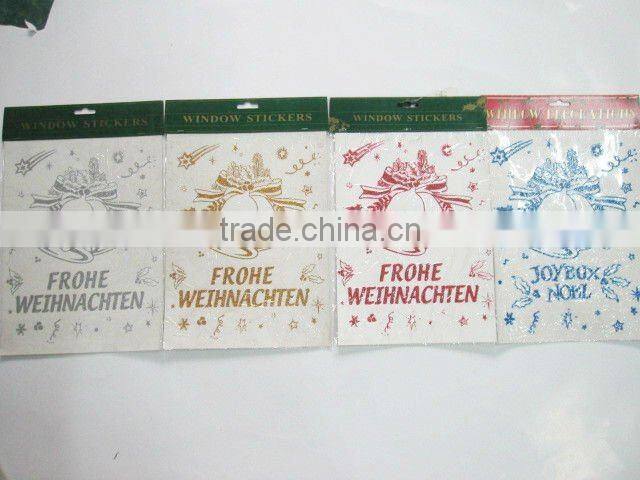 WINDOW STICKERS
FROHE
WEIHNACHTEN
WINDOW STICKERS
FROHE
WEIHNACHTEN
WINDOW STICKERS
FROHE
WEIHNACHTEN
WINDOW DECORATIONS
JOYEUX
NOEL
trade.china.cn